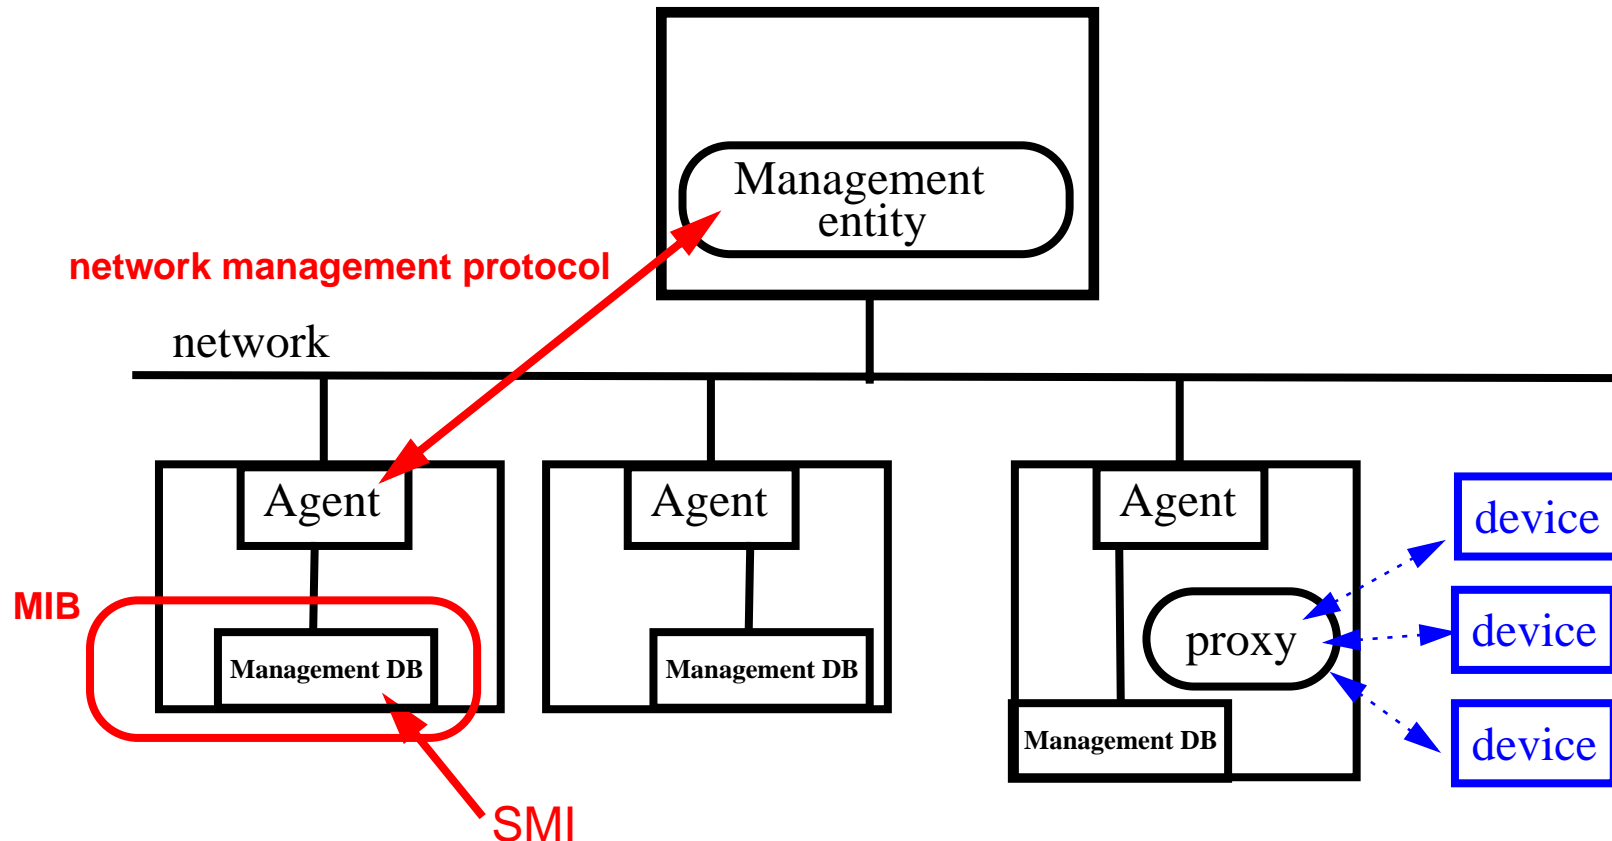 Management
entity
network management protocol
network
Agent
Agent
Agent
device
MIB
proxy
device
Management DB
Management DB
Management DB
device
SMI